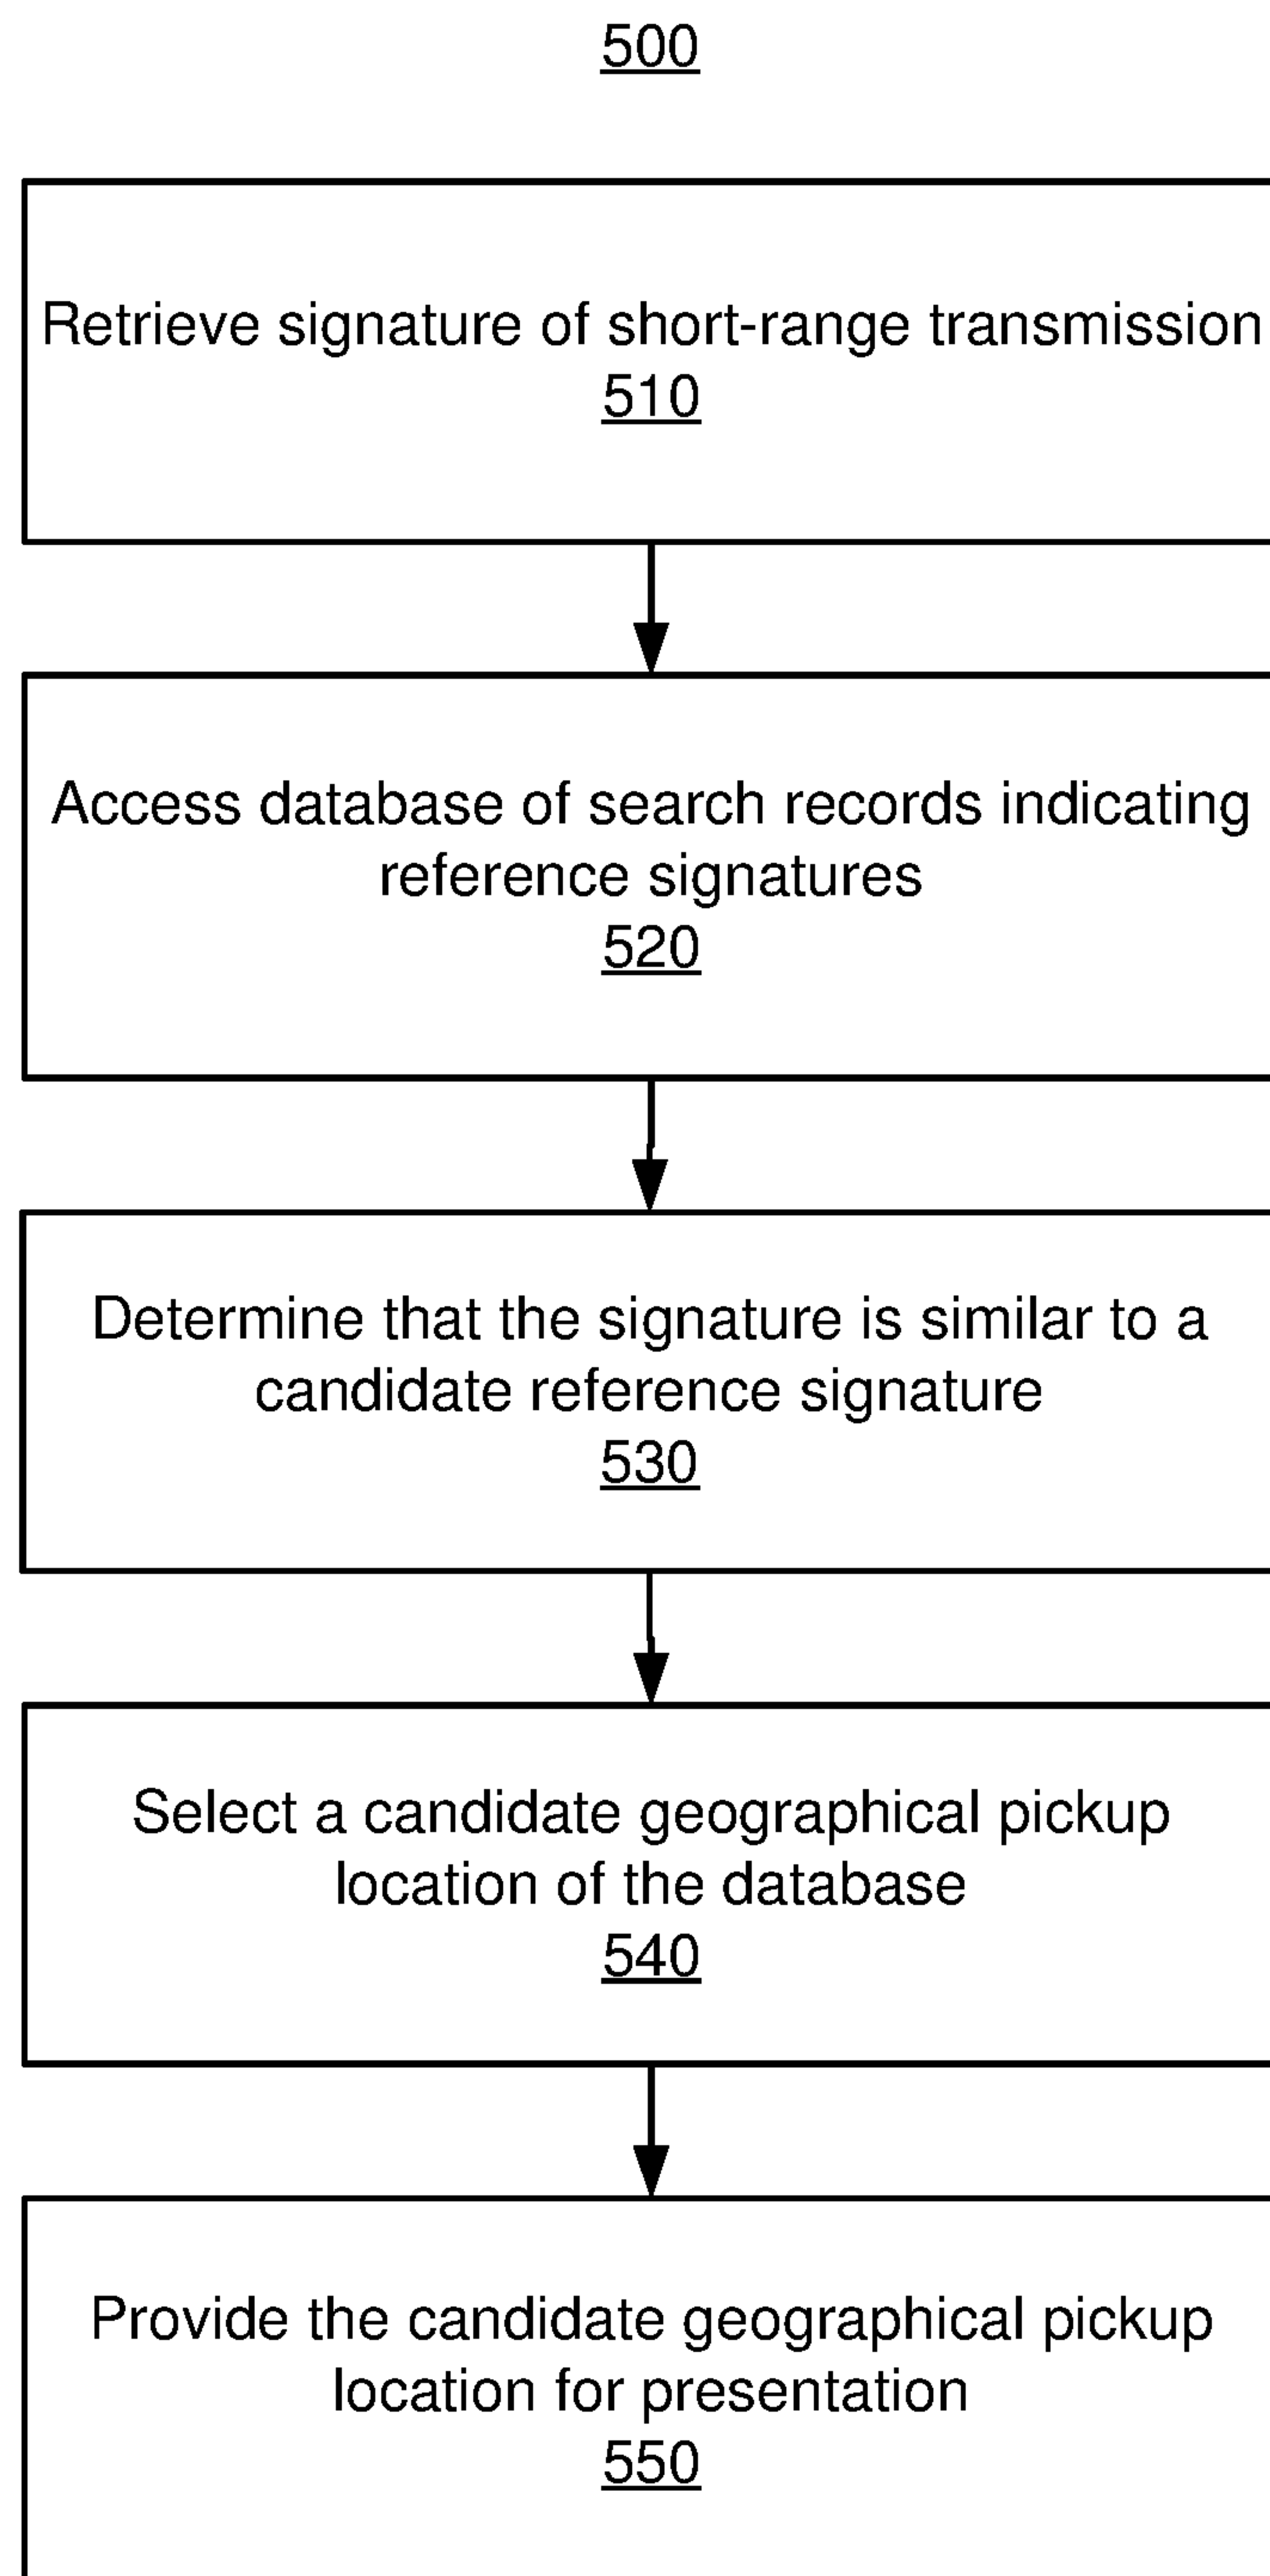 500
Retrieve signature of short-range transmission
510
Access database of search records indicating
reference signatures
520
Determine that the signature is similar to a
candidate reference signature
530
Select a candidate geographical pickup
location of the database
540
Provide the candidate geographical pickup
location for presentation
550